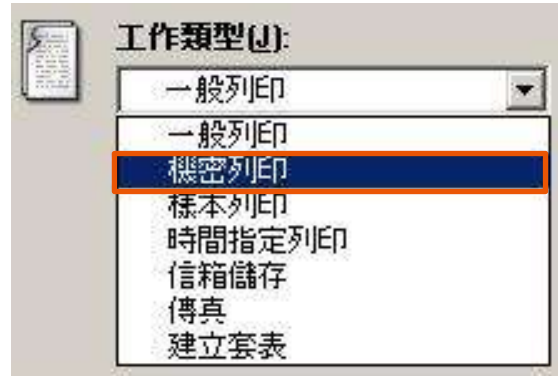 工作類型(J):
一般列印
一般列印
機密列印
樣本列印
時間指定列印
信箱儲存
傳真
建立套表